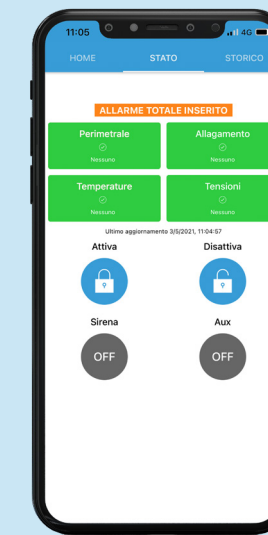 11:05 4G
HOME STATO STORICO
ALLARME TOTALE INSERITO
Perimetrale Allagamento
Nessuno Nessuno
Temperature Tensioni
Nessuno Nessuno
Ultimo aggiornamento 3/5/2021, 11:04:57
Attiva Disattiva
Sirena Aux
OFF OFF